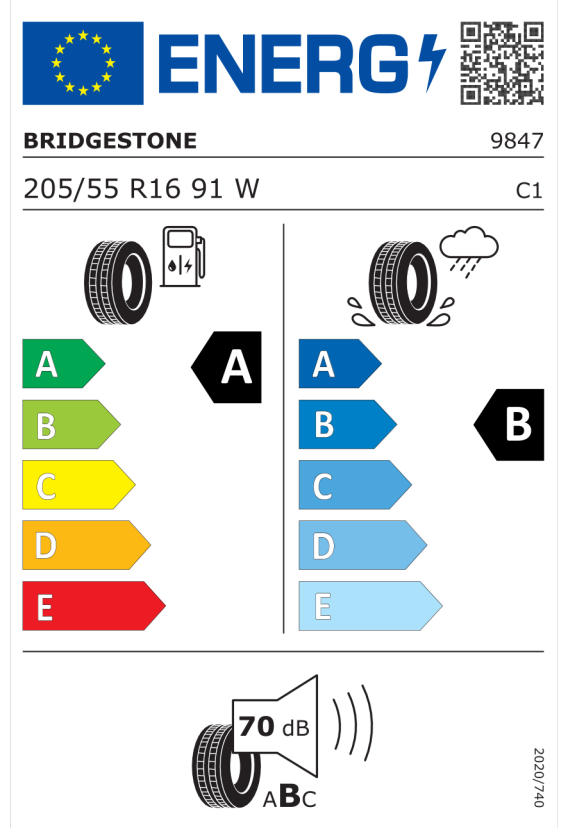 ENERG
BRIDGESTONE 9847
205/55 R16 91 W C1
A A
B
C
D
E
A
B B
C
D
E
70 dB
ABC
2020/740